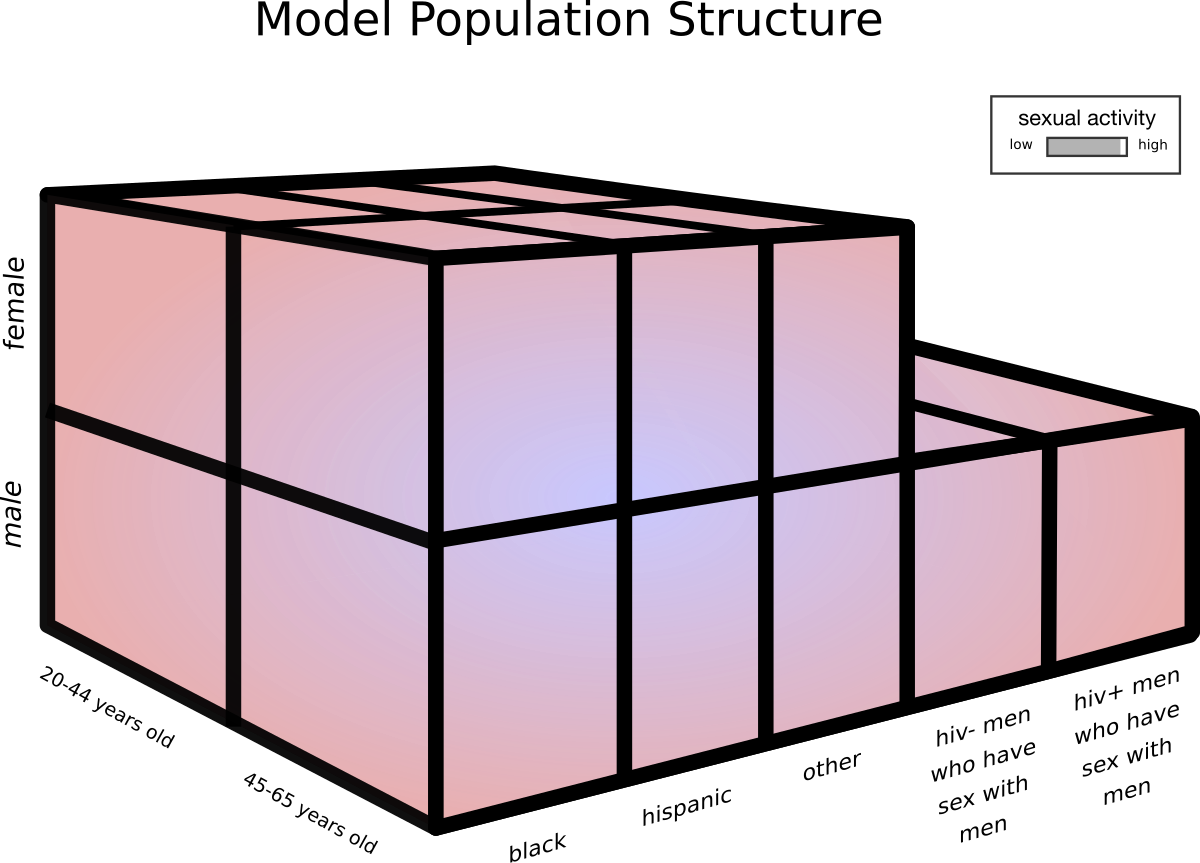 Model Population Structure
sexual activity
low high
female
male
20-44 years old
45-65 years old
black
hispanic
other
hiv- men
who have
sex with
men
hiv+ men
who have
sex with
men